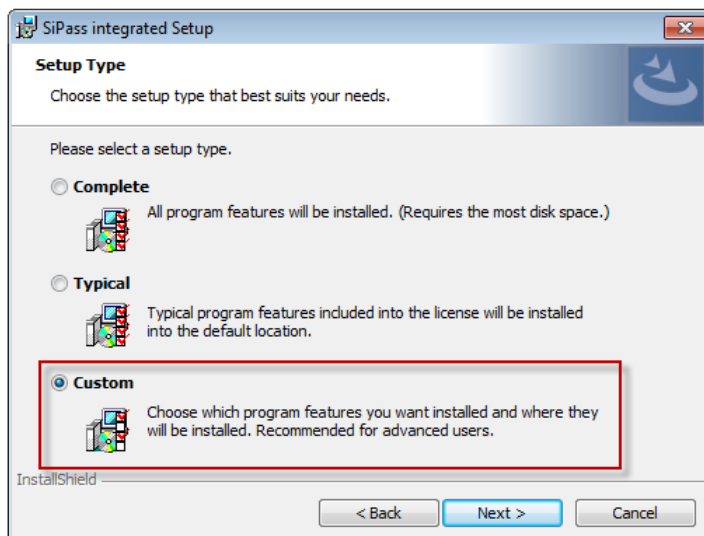 SiPass integrated Setup
Setup Type
Choose the setup type that best suits your needs.
Please select a setup type.
Complete
All program features will be installed. (Requires the most disk space.)
Typical
Typical program features included into the license will be installed
into the default location.
Custom
Choose which program features you want installed and where they
will be installed. Recommended for advanced users.
InstallShield
< Back
Next >
Cancel